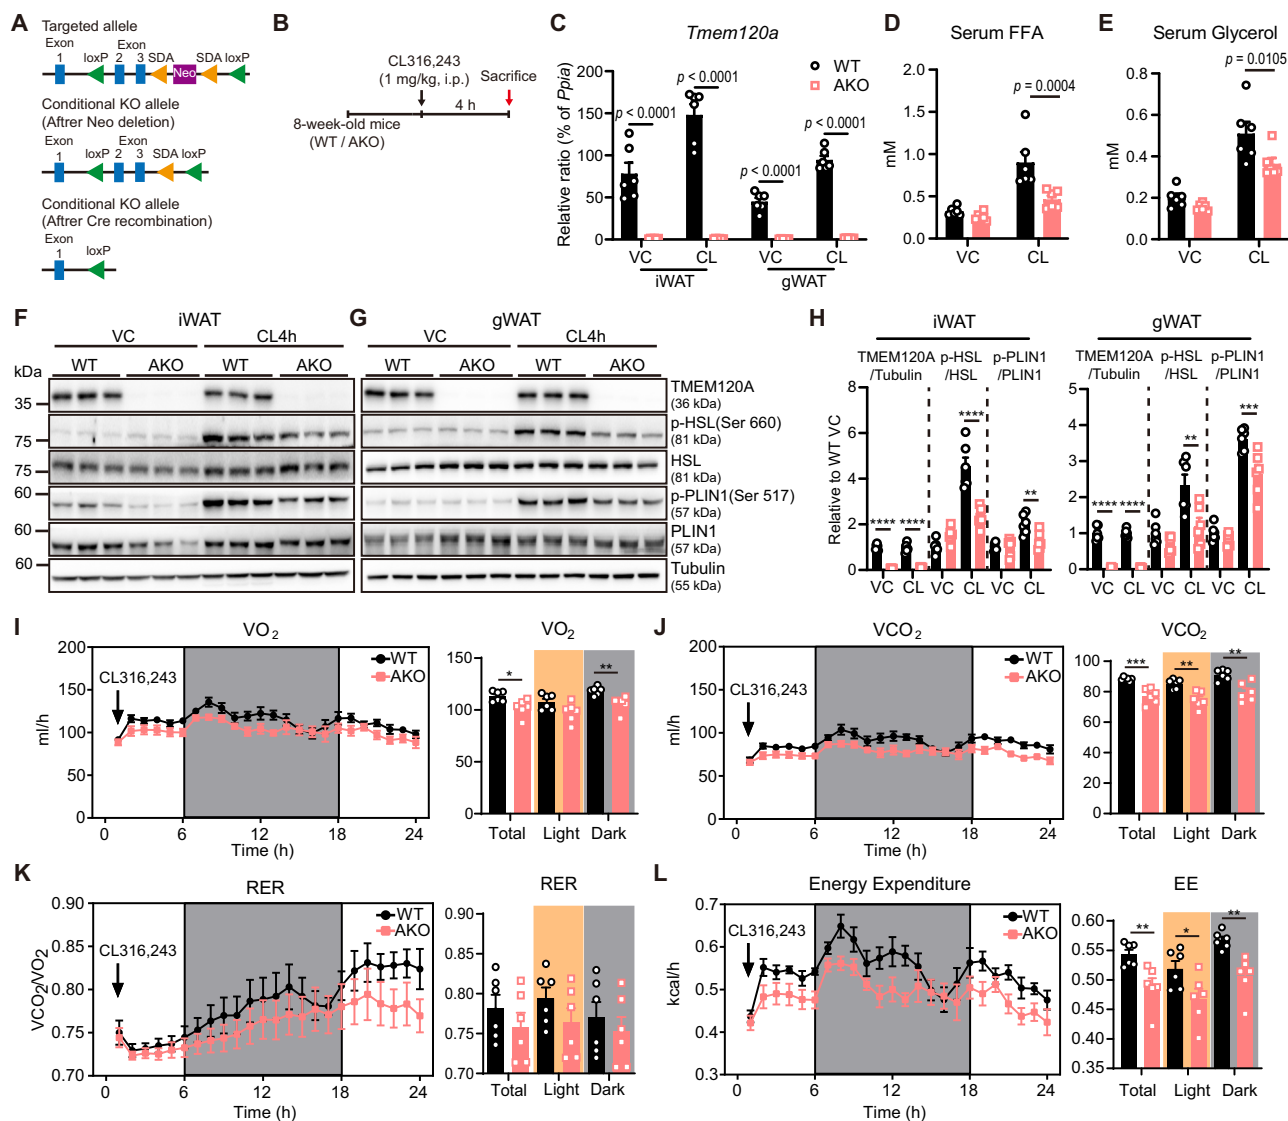 A
Targeted allele
Exon
1
loxP
Exon
2
3
SDA
Neo
SDA
loxP
Conditional KO allele
(After Neo deletion)
Exon
1
loxP
Exon
2
3
SDA
loxP
Conditional KO allele
(After Cre recombination)
Exon
1
loxP
B
CL316,243
(1 mg/kg, i.p.)
Sacrifice
4 h
8-week-old mice
(WT / AKO)
C
Tmem120a
Relative ratio (% of Ppia)
200
150
100
50
0
p < 0.0001
p < 0.0001
p < 0.0001
p < 0.0001
WT
AKO
VC CL VC CL
iWAT gWAT
D
Serum FFA
mM
2.0
1.5
1.0
0.5
0.0
p = 0.0004
VC CL
E
Serum Glycerol
mM
0.8
0.6
0.4
0.2
0.0
p = 0.0105
VC CL
F
iWAT
VC CL4h
WT AKO WT AKO
kDa
35
75
75
60
60
60
G
gWAT
VC CL4h
WT AKO WT AKO
TMEM120A
(36 kDa)
p-HSL(Ser 660)
(81 kDa)
HSL
(81 kDa)
p-PLIN1(Ser 517)
(57 kDa)
PLIN1
(57 kDa)
Tubulin
(55 kDa)
H
iWAT
TMEM120A p-HSL p-PLIN1
/Tubulin /HSL /PLIN1
Relative to WT VC
8
6
4
2
0
**** **** **** **
VC CL VC CL VC CL
gWAT
TMEM120A p-HSL p-PLIN1
/Tubulin /HSL /PLIN1
5
4
3
2
1
0
**** **** ** ***
VC CL VC CL VC CL
I
VO2
ml/h
200
150
100
50
0
CL316,243
WT
AKO
0 6 12 18 24
Time (h)
VO2
150
100
50
0
* **
Total Light Dark
J
VCO2
ml/h
200
150
100
50
0
CL316,243
WT
AKO
0 6 12 18 24
Time (h)
VCO2
100
80
60
40
20
0
*** ** **
Total Light Dark
K
RER
VCO2/VO2
0.90
0.85
0.80
0.75
0.70
CL316,243
WT
AKO
0 6 12 18 24
Time (h)
RER
0.90
0.85
0.80
0.75
0.70
Total Light Dark
L
Energy Expenditure
kcal/h
0.7
0.6
0.5
0.4
0.3
CL316,243
WT
AKO
0 6 12 18 24
Time (h)
EE
0.60
0.55
0.50
0.45
0.40
0.35
** * **
Total Light Dark